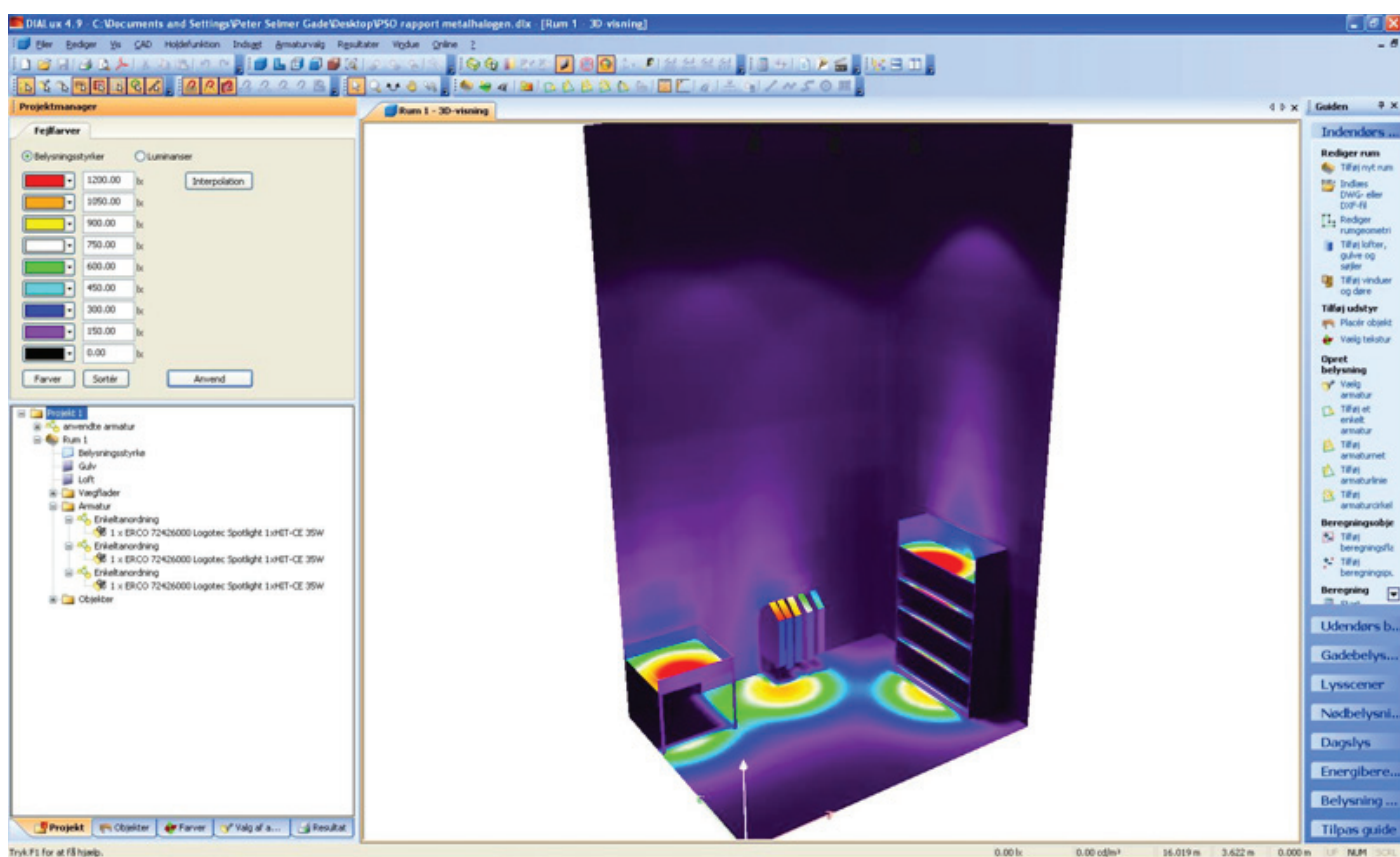 DIALux 4.9 - C:\Documents and Settings\Peter Selmer Gade\Desktop\PSO rapport metalhalogen.dlx - [Rum 1 - 3D-visning]
Filer Rediger Vis CAD Hjælpefunktion Indsæt Armaturvalg Resultater Vindue Online ?
Projektmanager
Fejlfarver
Belysningsstyrker Luminanser
1200.00 lx Interpolation
1050.00 lx
900.00 lx
750.00 lx
600.00 lx
450.00 lx
300.00 lx
150.00 lx
0.00 lx
Farver Sortér Anvend
Projekt 1
anvendte armatur
Rum 1
Belysningsstyrke
Gulv
Loft
Vægflader
Armatur
Enkeltanordning
1 x ERCO 72426000 Logotec Spotlight 1xHIT-CE 35W
Enkeltanordning
1 x ERCO 72426000 Logotec Spotlight 1xHIT-CE 35W
Enkeltanordning
1 x ERCO 72426000 Logotec Spotlight 1xHIT-CE 35W
Objekter
Projekt Objekter Farver Valg af a... Resultat
Tryk F1 for at få hjælp.
Rum 1 - 3D-visning
Guiden
Indendørs ...
Rediger rum
Tilføj nyt rum
Indlæs
DWG- eller
DXF-fil
Rediger
rumgeometri
Tilføj lofter,
gulve og
søjler
Tilføj vinduer
og døre
Tilføj udstyr
Placér objekt
Vælg tekstur
Opret
belysning
Vælg
armatur
Tilføj et
enkelt
armatur
Tilføj
armaturnet
Tilføj
armaturlinie
Tilføj
armaturcirkel
Beregningsobje
Tilføj
beregningsfla
Tilføj
beregningspu
Beregning
Udendørs b...
Gadebelys...
Lysscener
Nødbelysni...
Dagslys
Energibere...
Belysning ...
Tilpas guide
0.00 lx 0.00 cd/m² 16.019 m 3.622 m 0.000 m NUM